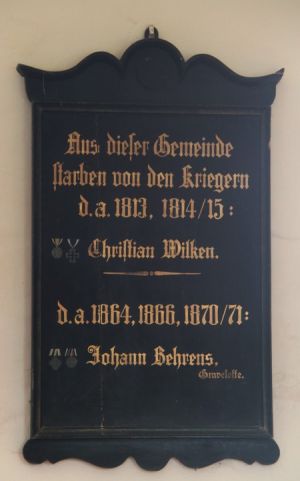 Aus dieser Gemeinde
starben von den Kriegern
d.a. 1813, 1814/15:
Christian Wilken.
d.a. 1864, 1866, 1870/71:
Johann Behrens.
Gravelotte.